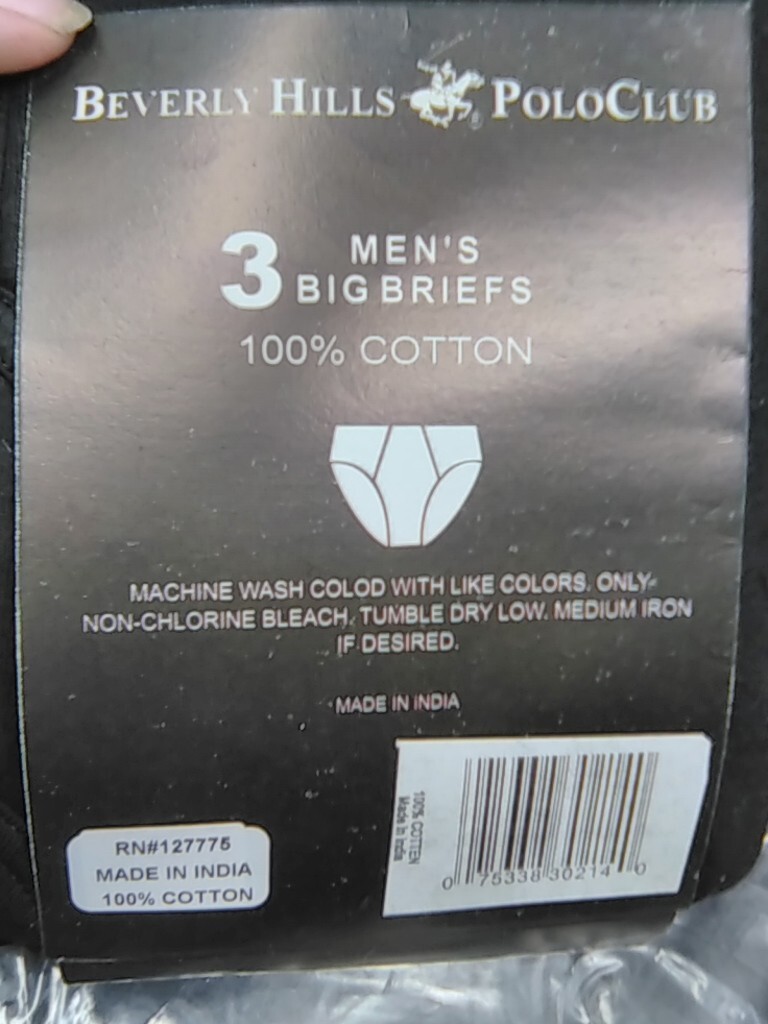 BEVERLY HILLS POLOCLUB
3 MEN'S
BIG BRIEFS
100% COTTON
MACHINE WASH COLOD WITH LIKE COLORS. ONLY-
NON-CHLORINE BLEACH. TUMBLE DRY LOW. MEDIUM IRON
IF DESIRED.
MADE IN INDIA
RN#127775
MADE IN INDIA
100% COTTON
100% COTTEN
Made in India
0 75338 30214 0